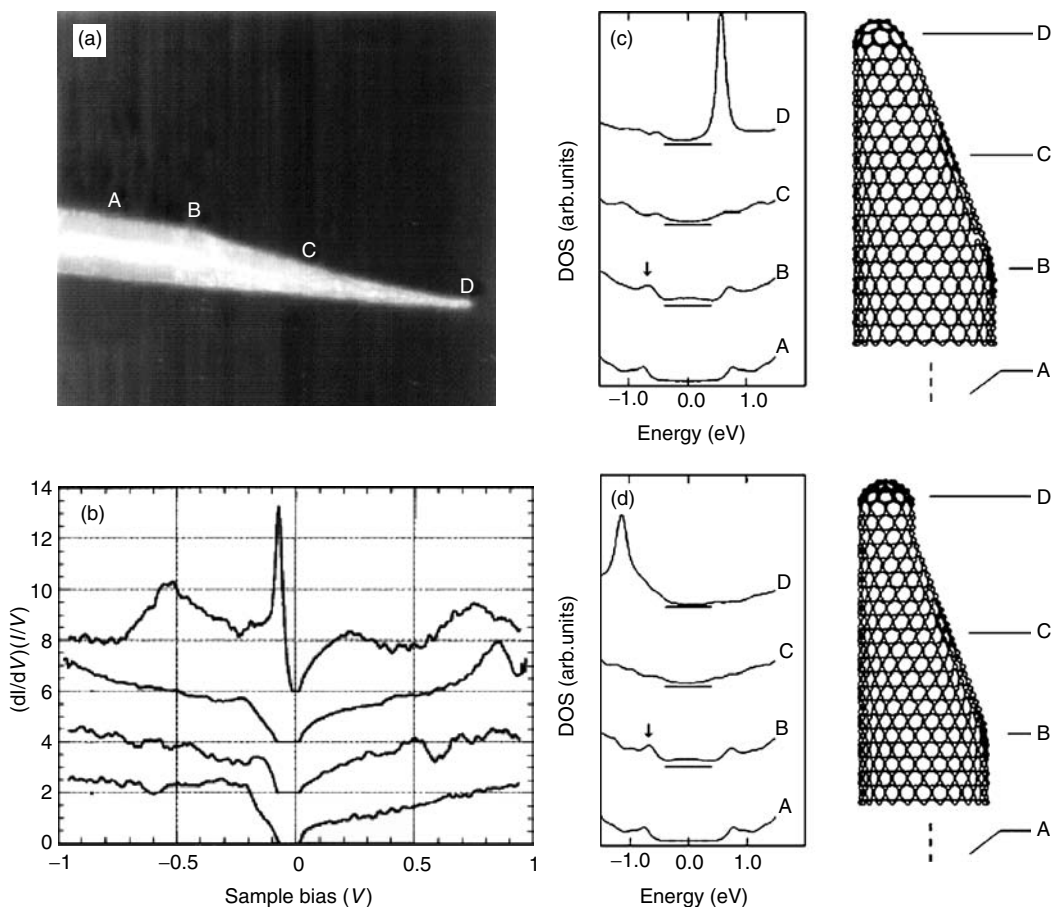 (a)
A
B
C
D
(b)
14
12
10
8
6
4
2
0
(dI/dV)(I/V)
−1
−0.5
0
0.5
1
Sample bias (V)
(c)
D
C
B
A
DOS (arb.units)
−1.0
0.0
1.0
Energy (eV)
D
C
B
A
(d)
D
C
B
A
DOS (arb.units)
−1.0
0.0
1.0
Energy (eV)
D
C
B
A